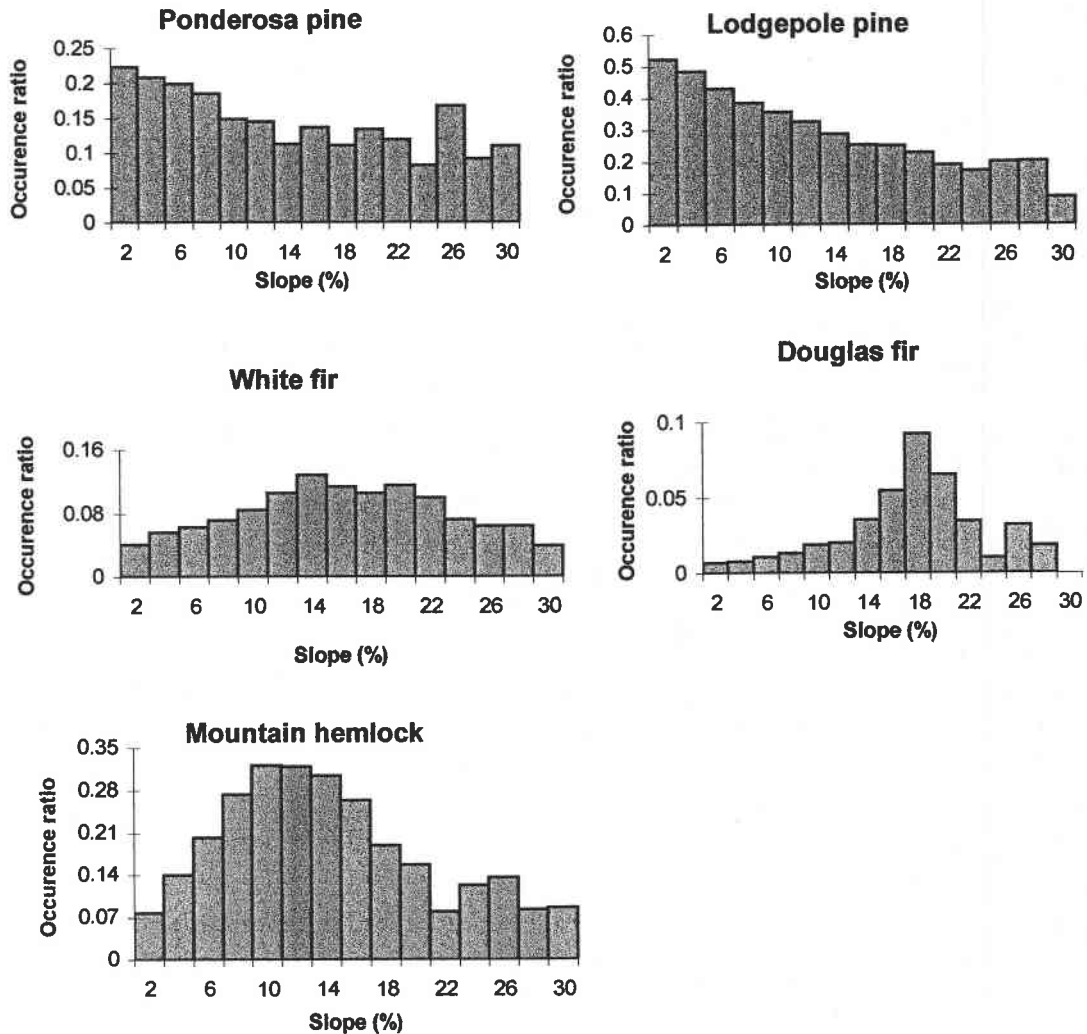 Ponderosa pine
Occurence ratio
0.25
0.2
0.15
0.1
0.05
0
2 6 10 14 18 22 26 30
Slope (%)
Lodgepole pine
Occurence ratio
0.6
0.5
0.4
0.3
0.2
0.1
0
2 6 10 14 18 22 26 30
Slope (%)
White fir
Occurence ratio
0.16
0.08
0
2 6 10 14 18 22 26 30
Slope (%)
Douglas fir
Occurence ratio
0.1
0.05
0
2 6 10 14 18 22 26 30
Slope (%)
Mountain hemlock
Occurence ratio
0.35
0.28
0.21
0.14
0.07
0
2 6 10 14 18 22 26 30
Slope (%)